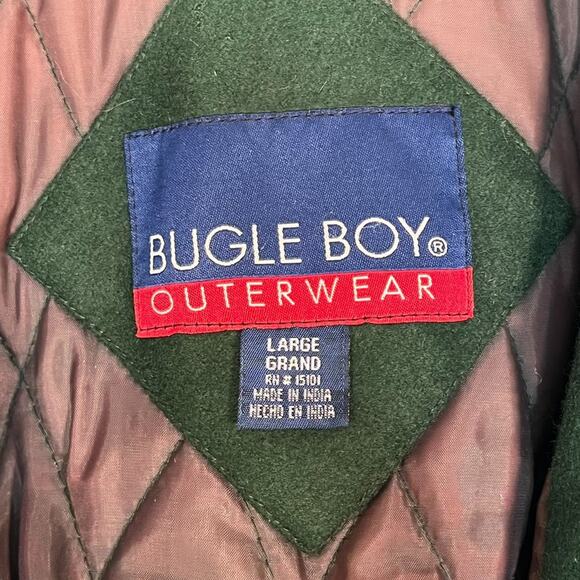 BUGLE BOY®
OUTERWEAR
LARGE
GRAND
RN # 15101
MADE IN INDIA
HECHO EN INDIA